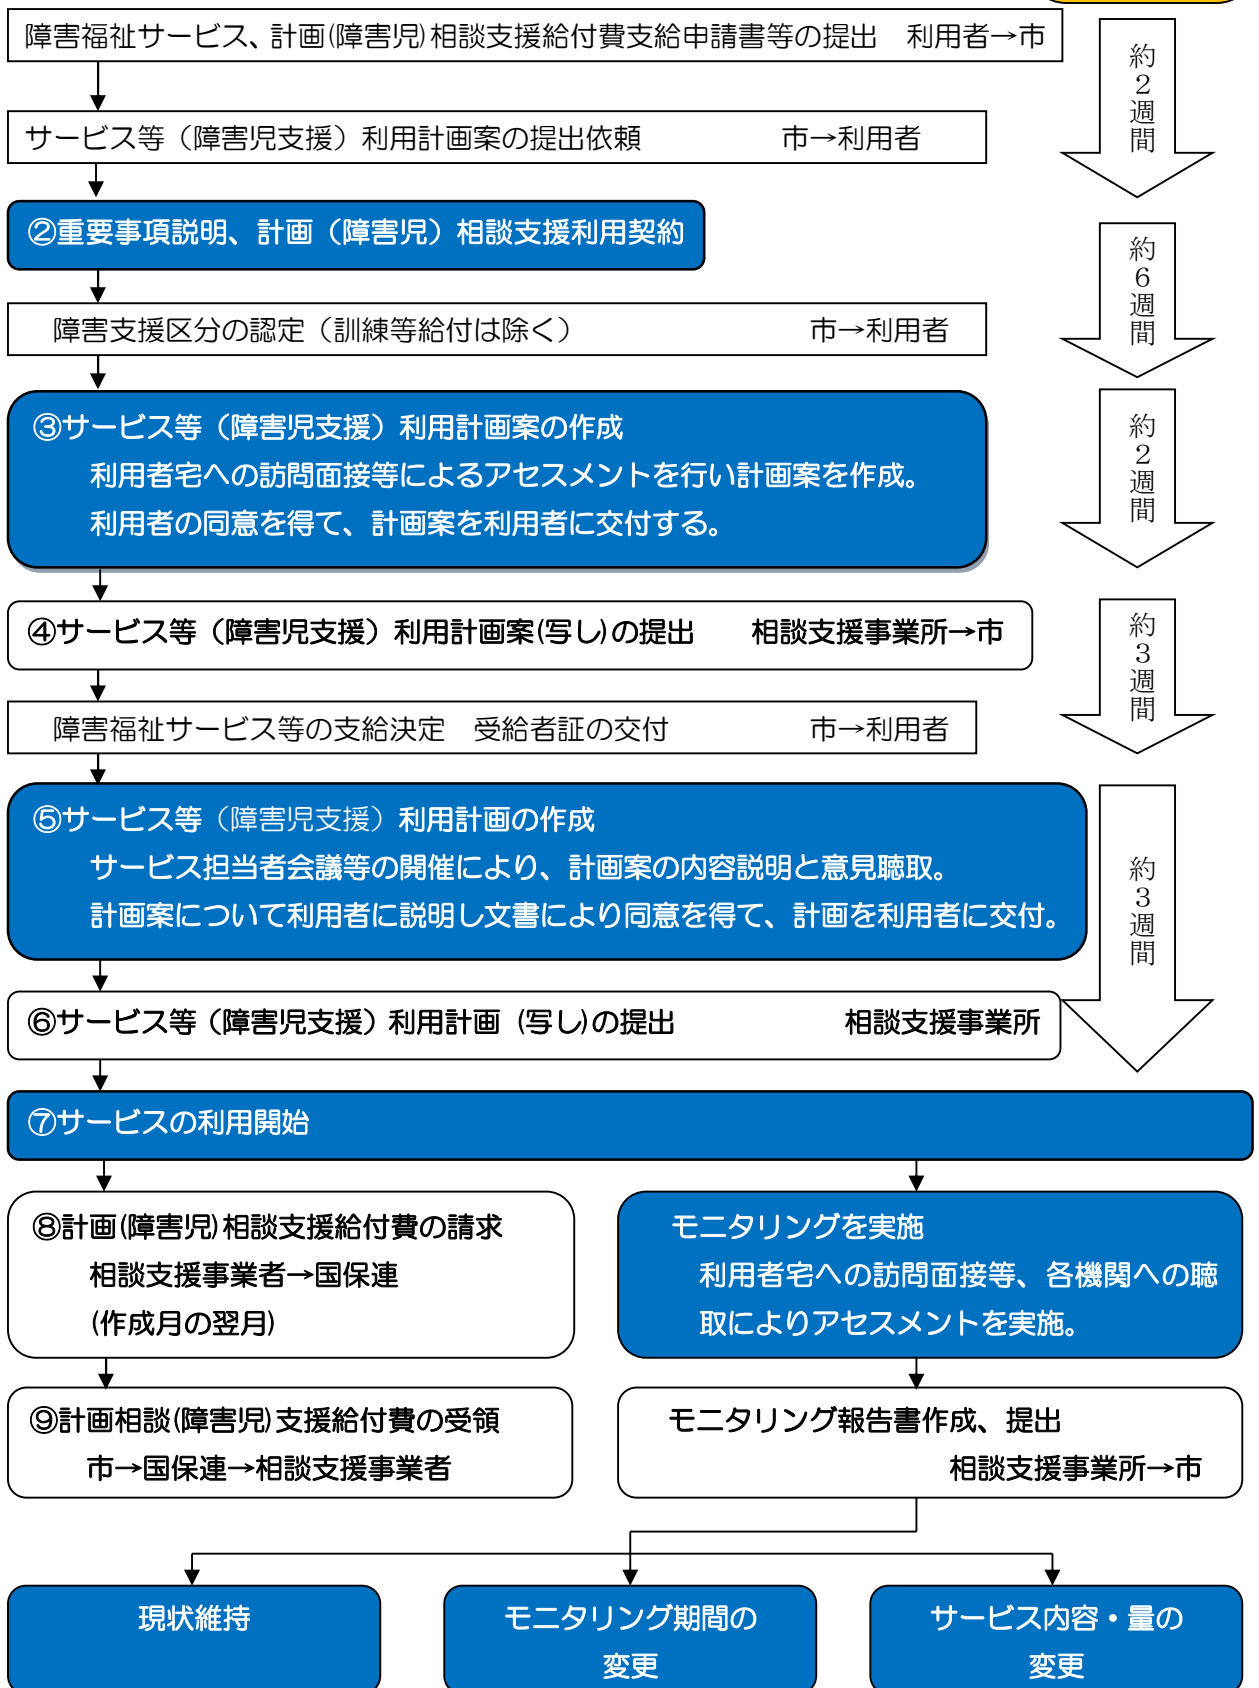 障害福祉サービス、計画(障害児)相談支援給付費支給申請書等の提出　利用者→市
約2週間
サービス等（障害児支援）利用計画案の提出依頼　　　　　市→利用者
②重要事項説明、計画（障害児）相談支援利用契約
約6週間
障害支援区分の認定（訓練等給付は除く）　　　　　　　　市→利用者
③サービス等（障害児支援）利用計画案の作成
利用者宅への訪問面接等によるアセスメントを行い計画案を作成。
利用者の同意を得て、計画案を利用者に交付する。
約2週間
④サービス等（障害児支援）利用計画案(写し)の提出　　相談支援事業所→市
約3週間
障害福祉サービス等の支給決定　受給者証の交付　　　　　市→利用者
⑤サービス等（障害児支援）利用計画の作成
サービス担当者会議等の開催により、計画案の内容説明と意見聴取。
計画案について利用者に説明し文書により同意を得て、計画を利用者に交付。
約3週間
⑥サービス等（障害児支援）利用計画（写し)の提出　　　　　　相談支援事業所
⑦サービスの利用開始
⑧計画(障害児)相談支援給付費の請求
相談支援事業者→国保連
(作成月の翌月)
モニタリングを実施
利用者宅への訪問面接等、各機関への聴
取によりアセスメントを実施。
⑨計画相談(障害児)支援給付費の受領
市→国保連→相談支援事業者
モニタリング報告書作成、提出
相談支援事業所→市
現状維持
モニタリング期間の
変更
サービス内容・量の
変更